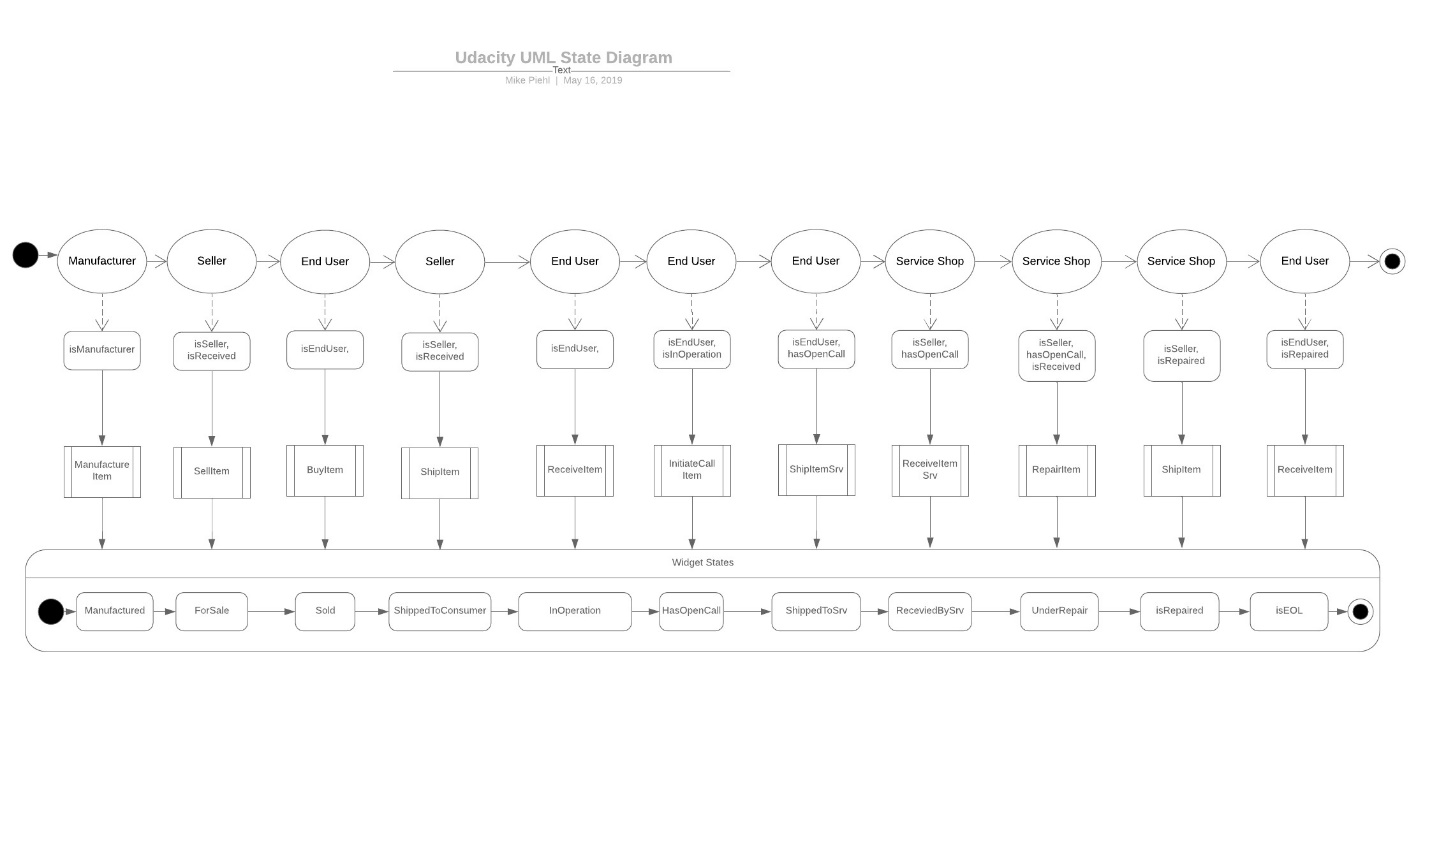 Udacity UML State Diagram
Text
Mike Piehl | May 16, 2019
Manufacturer
Seller
End User
Seller
End User
End User
End User
Service Shop
Service Shop
Service Shop
End User
isManufacturer
isSeller,
isReceived
isEndUser,
isSeller,
isReceived
isEndUser,
isEndUser,
isInOperation
isEndUser,
hasOpenCall
isSeller,
hasOpenCall
isSeller,
hasOpenCall,
isReceived
isSeller,
isRepaired
isEndUser,
isRepaired
Manufacture
Item
SellItem
BuyItem
ShipItem
ReceiveItem
InitiateCall
Item
ShipItemSrv
ReceiveItem
Srv
RepairItem
ShipItem
ReceiveItem
Widget States
Manufactured
ForSale
Sold
ShippedToConsumer
InOperation
HasOpenCall
ShippedToSrv
ReceviedBySrv
UnderRepair
isRepaired
isEOL